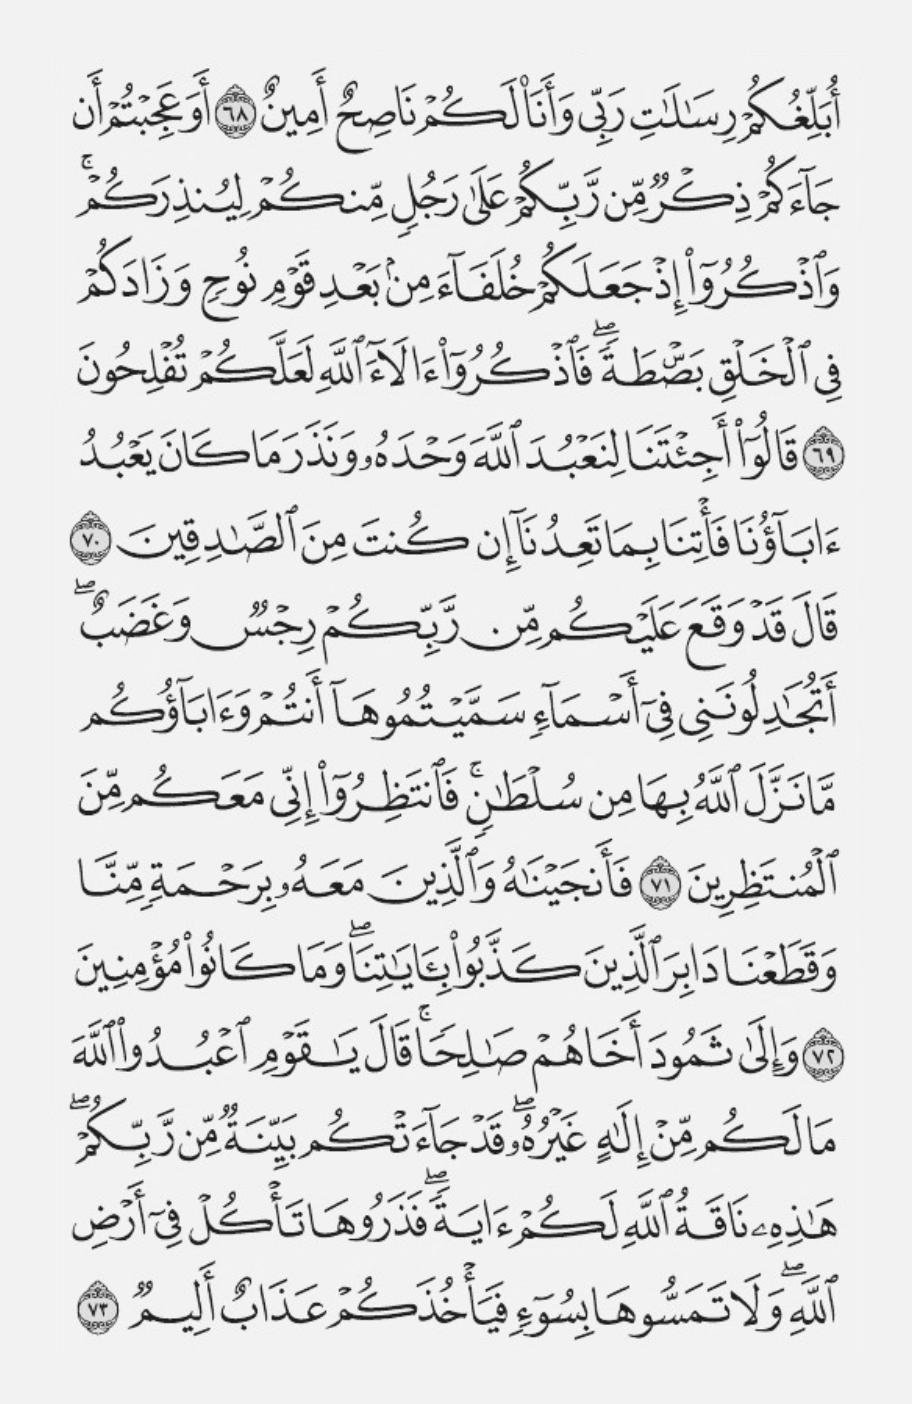 أُبَلِّغُكُمْ رِسَٰلَٰتِ رَبِّى وَأَنَا۠ لَكُمْ نَاصِحٌ أَمِينٌ ٦٨ أَوَعَجِبْتُمْ أَن
جَآءَكُمْ ذِكْرٌ مِّن رَّبِّكُمْ عَلَىٰ رَجُلٍ مِّنكُمْ لِيُنذِرَكُمْ ۚ
وَٱذْكُرُوٓا۟ إِذْ جَعَلَكُمْ خُلَفَآءَ مِنۢ بَعْدِ قَوْمِ نُوحٍ وَزَادَكُمْ
فِى ٱلْخَلْقِ بَصْۜطَةً ۖ فَٱذْكُرُوٓا۟ ءَالَآءَ ٱللَّهِ لَعَلَّكُمْ تُفْلِحُونَ
٦٩ قَالُوٓا۟ أَجِئْتَنَا لِنَعْبُدَ ٱللَّهَ وَحْدَهُۥ وَنَذَرَ مَا كَانَ يَعْبُدُ
ءَابَآؤُنَا فَأْتِنَا بِمَا تَعِدُنَآ إِن كُنتَ مِنَ ٱلصَّٰدِقِينَ ٧٠
قَالَ قَدْ وَقَعَ عَلَيْكُم مِّن رَّبِّكُمْ رِجْسٌ وَغَضَبٌ ۖ
أَتُجَٰدِلُونَنِى فِىٓ أَسْمَآءٍ سَمَّيْتُمُوهَآ أَنتُمْ وَءَابَآؤُكُم
مَّا نَزَّلَ ٱللَّهُ بِهَا مِن سُلْطَٰنٍ ۚ فَٱنتَظِرُوٓا۟ إِنِّى مَعَكُم مِّنَ
ٱلْمُنتَظِرِينَ ٧١ فَأَنجَيْنَٰهُ وَٱلَّذِينَ مَعَهُۥ بِرَحْمَةٍ مِّنَّا
وَقَطَعْنَا دَابِرَ ٱلَّذِينَ كَذَّبُوا۟ بِـَٔايَٰتِنَا ۖ وَمَا كَانُوا۟ مُؤْمِنِينَ
٧٢ وَإِلَىٰ ثَمُودَ أَخَاهُمْ صَٰلِحًا ۚ قَالَ يَٰقَوْمِ ٱعْبُدُوا۟ ٱللَّهَ
مَا لَكُم مِّنْ إِلَٰهٍ غَيْرُهُۥ ۖ قَدْ جَآءَتْكُم بَيِّنَةٌ مِّن رَّبِّكُمْ ۖ
هَٰذِهِۦ نَاقَةُ ٱللَّهِ لَكُمْ ءَايَةً ۖ فَذَرُوهَا تَأْكُلْ فِىٓ أَرْضِ
ٱللَّهِ ۖ وَلَا تَمَسُّوهَا بِسُوٓءٍ فَيَأْخُذَكُمْ عَذَابٌ أَلِيمٌ ٧٣